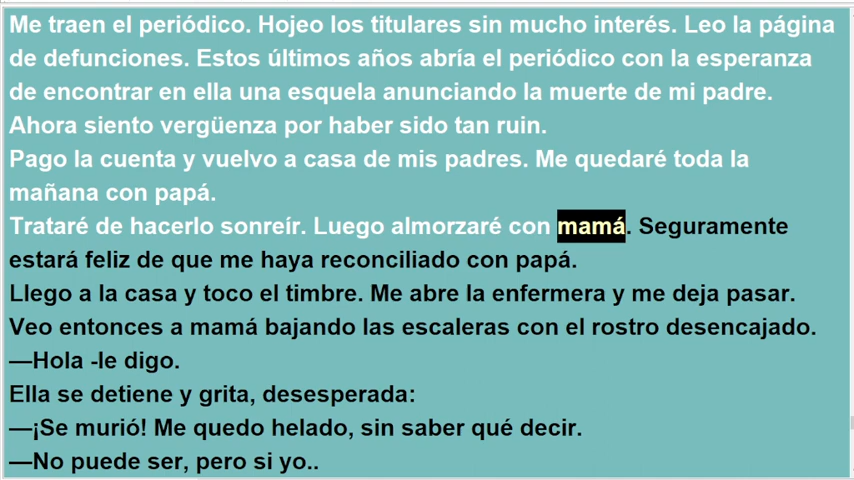 Me traen el periódico. Hojeo los titulares sin mucho interés. Leo la página
de defunciones. Estos últimos años abría el periódico con la esperanza
de encontrar en ella una esquela anunciando la muerte de mi padre.
Ahora siento vergüenza por haber sido tan ruin.
Pago la cuenta y vuelvo a casa de mis padres. Me quedaré toda la
mañana con papá.
Trataré de hacerlo sonreír. Luego almorzaré con mamá. Seguramente
estará feliz de que me haya reconciliado con papá.
Llego a la casa y toco el timbre. Me abre la enfermera y me deja pasar.
Veo entonces a mamá bajando las escaleras con el rostro desencajado.
—Hola -le digo.
Ella se detiene y grita, desesperada:
—¡Se murió! Me quedo helado, sin saber qué decir.
—No puede ser, pero si yo..